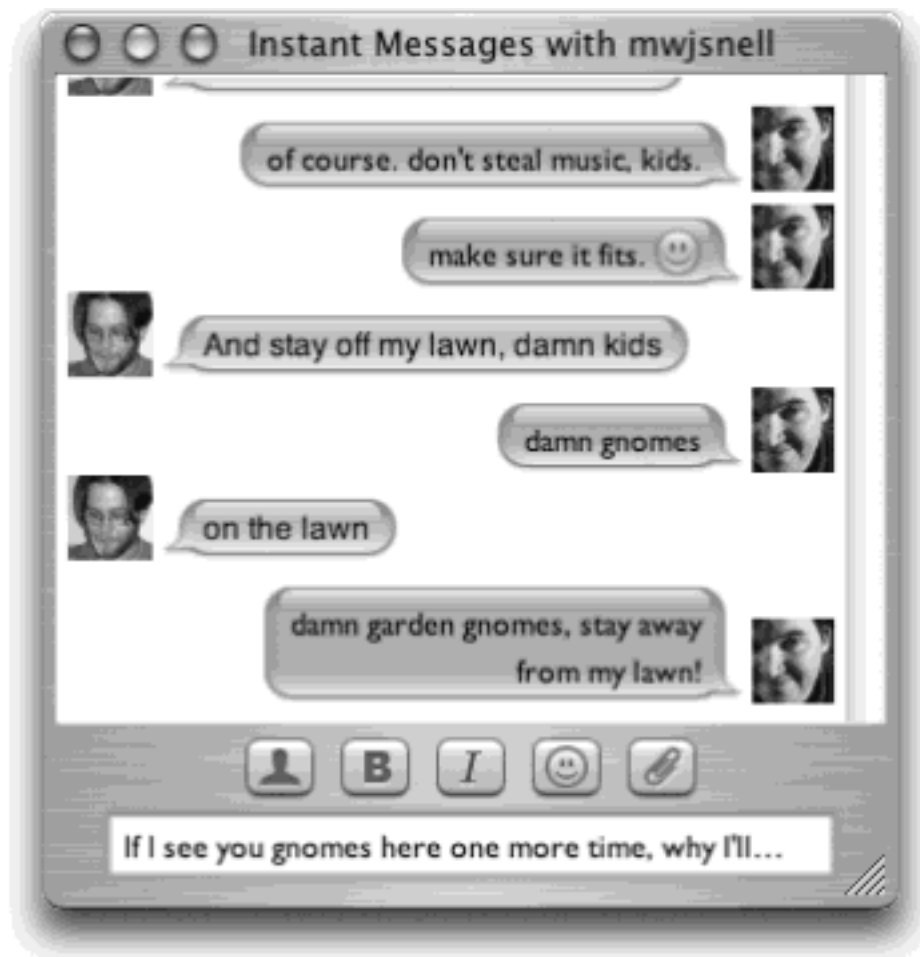 Instant Messages with mwjsnell
of course. don't steal music, kids.
make sure it fits.
And stay off my lawn, damn kids
damn gnomes
on the lawn
damn garden gnomes, stay away
from my lawn!
B
I
If I see you gnomes here one more time, why I'll...